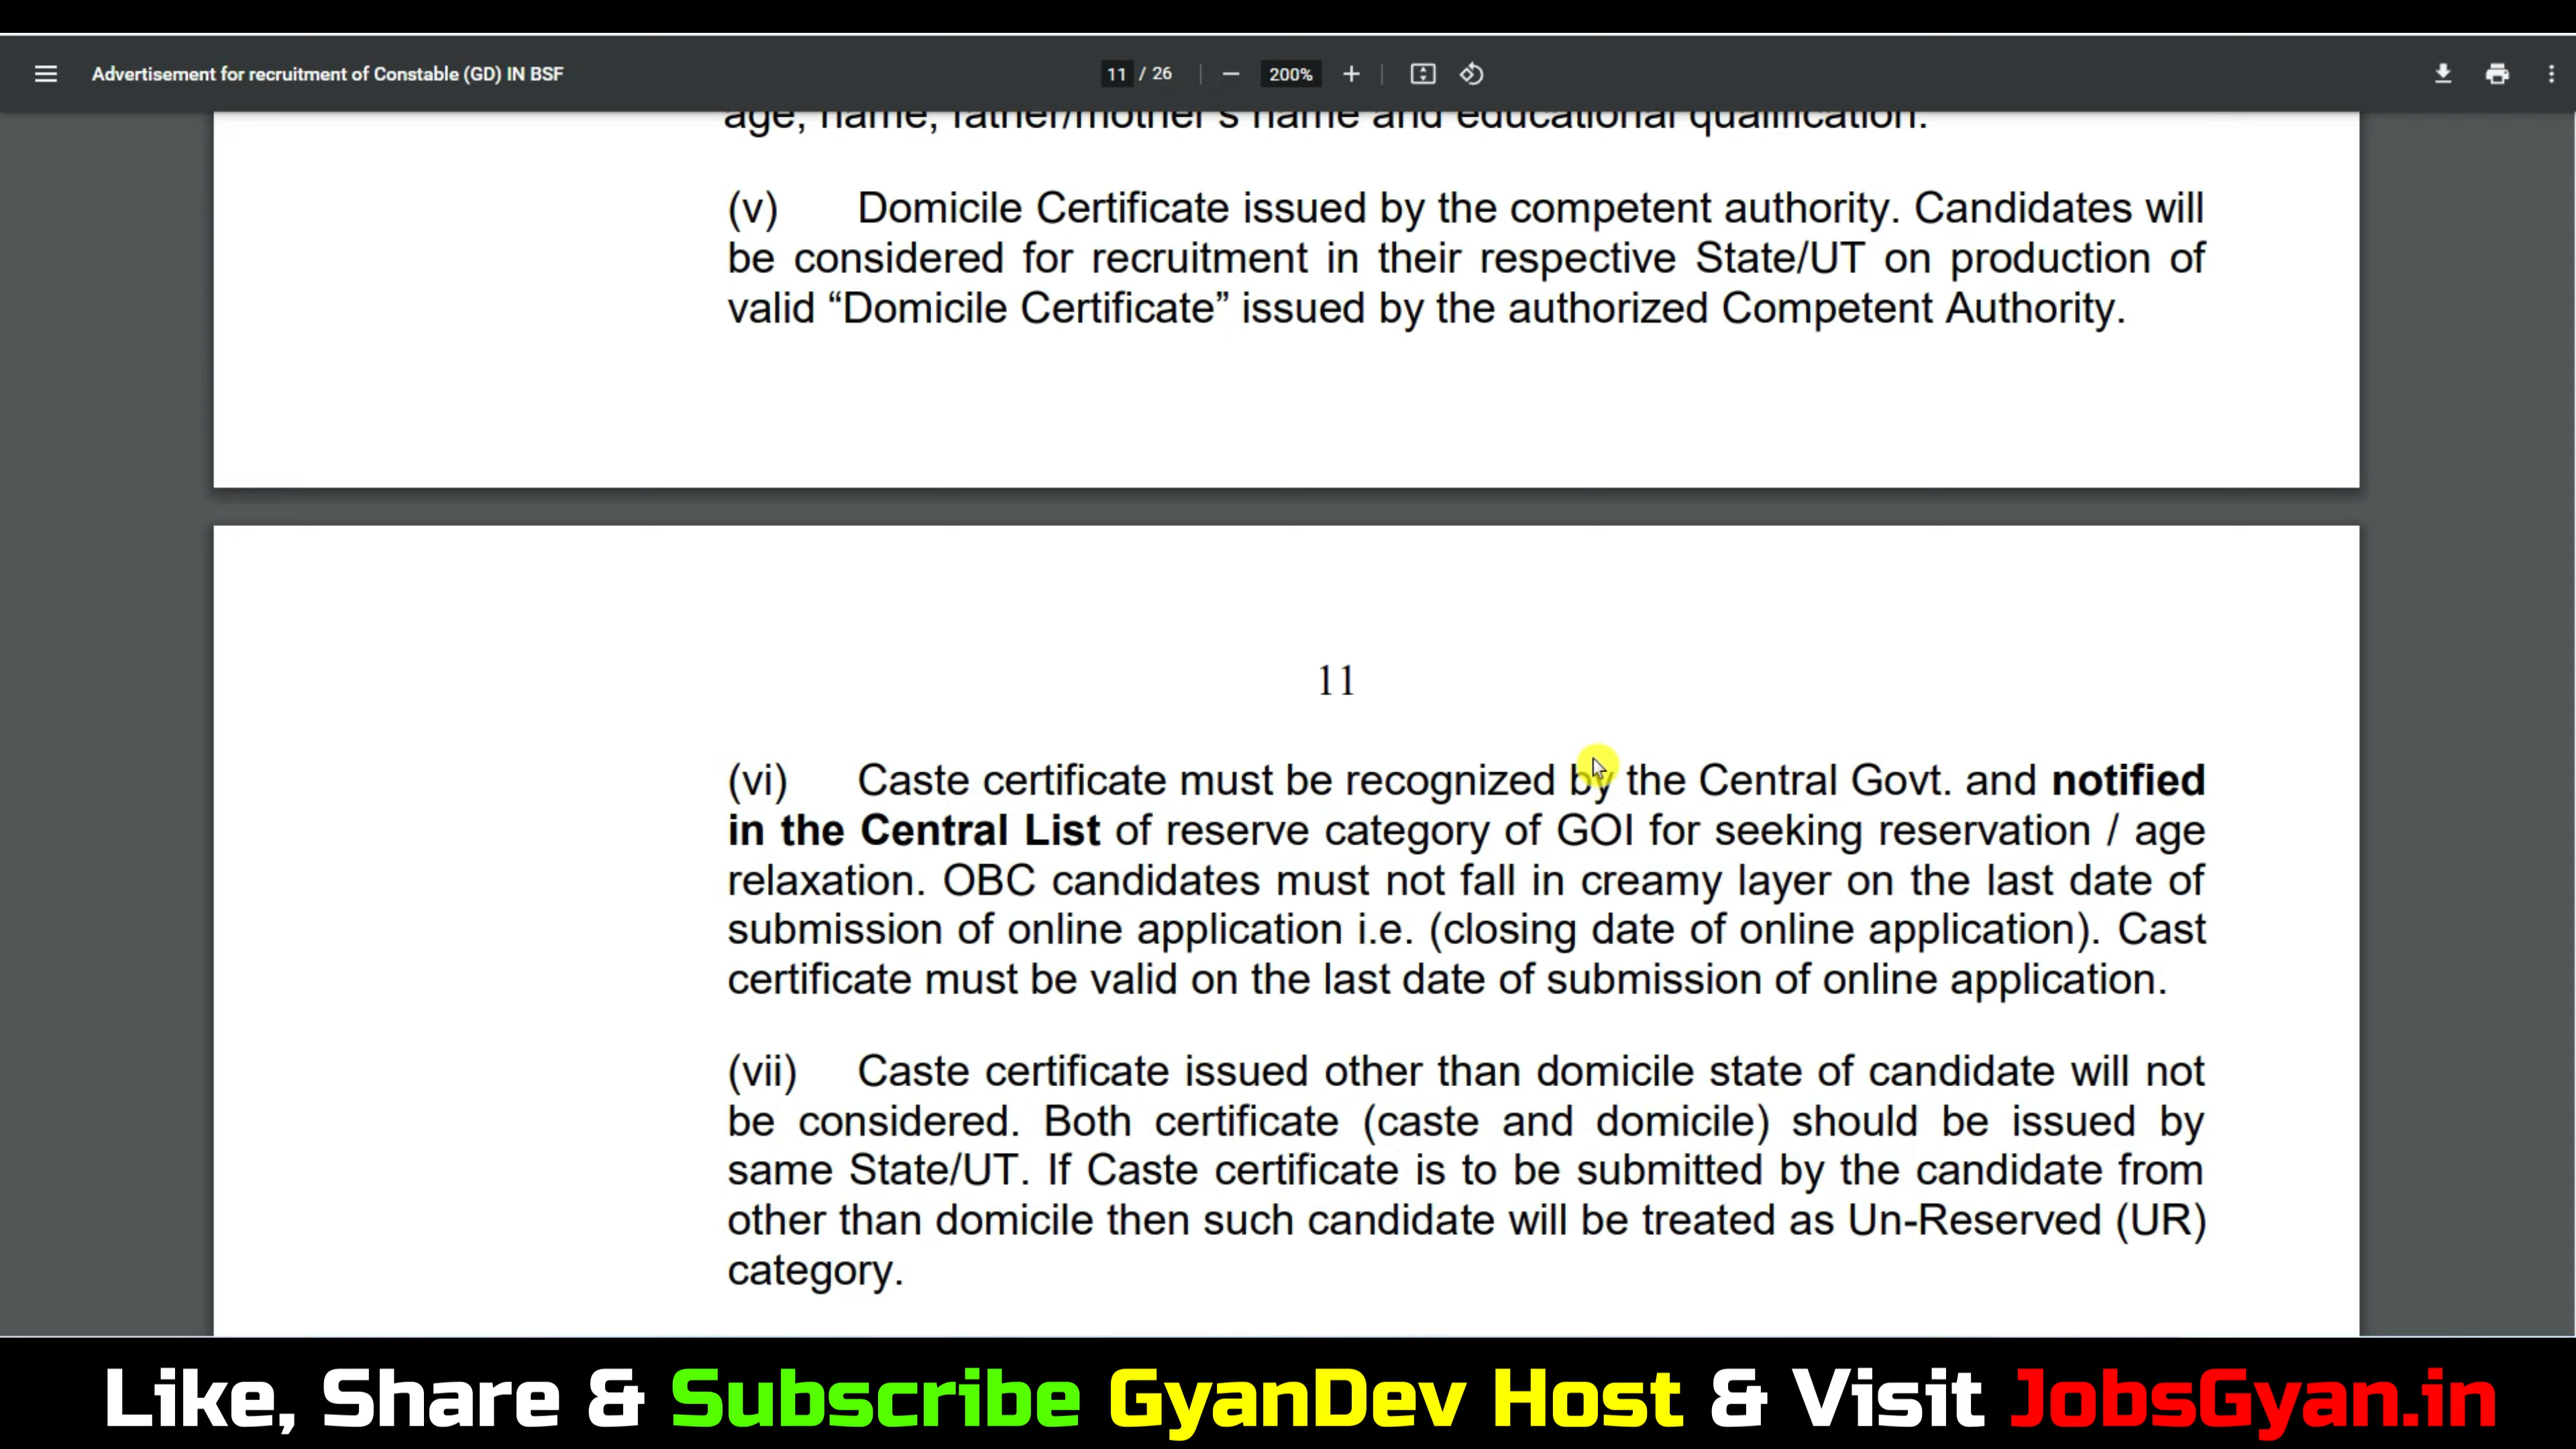 Advertisement for recruitment of Constable (GD) IN BSF
11 / 26
200%
age, name, father/mother's name and educational qualification.
(v) Domicile Certificate issued by the competent authority. Candidates will
be considered for recruitment in their respective State/UT on production of
valid “Domicile Certificate” issued by the authorized Competent Authority.
11
(vi) Caste certificate must be recognized by the Central Govt. and notified
in the Central List of reserve category of GOI for seeking reservation / age
relaxation. OBC candidates must not fall in creamy layer on the last date of
submission of online application i.e. (closing date of online application). Cast
certificate must be valid on the last date of submission of online application.
(vii) Caste certificate issued other than domicile state of candidate will not
be considered. Both certificate (caste and domicile) should be issued by
same State/UT. If Caste certificate is to be submitted by the candidate from
other than domicile then such candidate will be treated as Un-Reserved (UR)
category.
Like, Share & Subscribe GyanDev Host & Visit JobsGyan.in